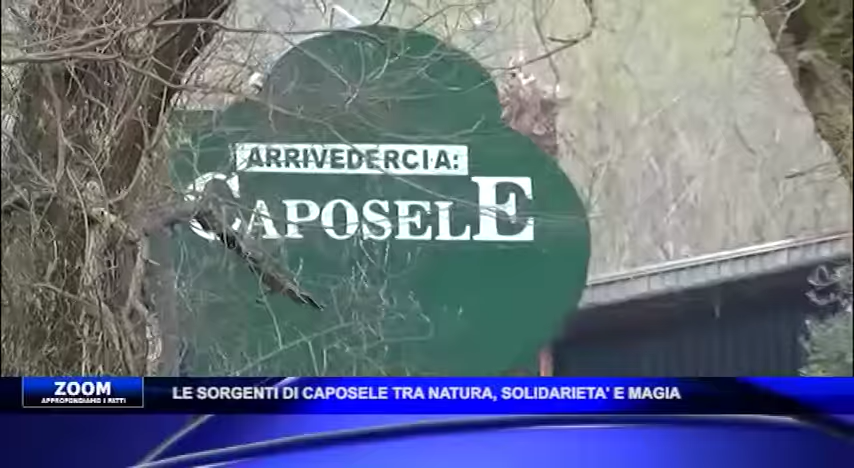 ARRIVEDERCI A:
CAPOSELE
ZOOM
APPROFONDIAMO I FATTI
LE SORGENTI DI CAPOSELE TRA NATURA, SOLIDARIETA' E MAGIA